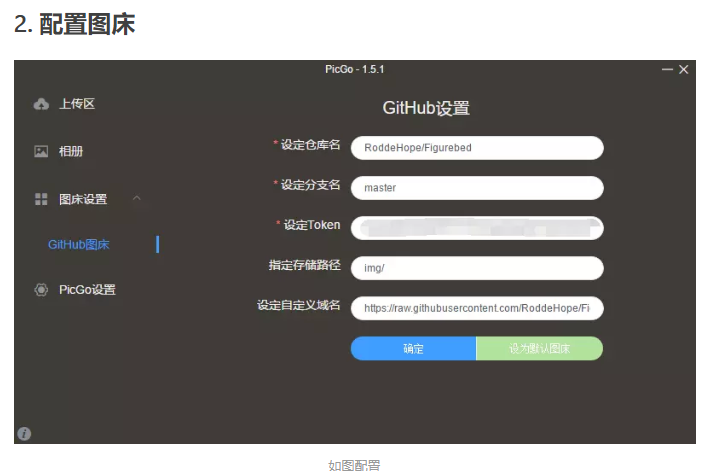 2. 配置图床
PicGo - 1.5.1
上传区
相册
图床设置
GitHub图床
PicGo设置
GitHub设置
* 设定仓库名
RoddeHope/Figurebed
* 设定分支名
master
* 设定Token
指定存储路径
img/
设定自定义域名
https://raw.githubusercontent.com/RoddeHope/Fi
确定
设为默认图床
如图配置